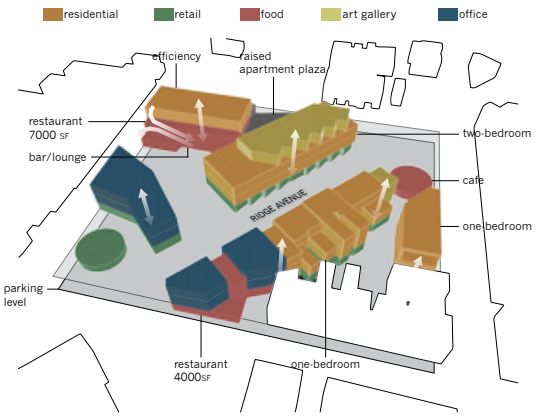 residential retail food art gallery office
efficiency
raised
apartment plaza
restaurant
7000 SF
bar/lounge
two-bedroom
cafe
RIDGE AVENUE
one-bedroom
parking
level
restaurant
4000SF
one-bedroom